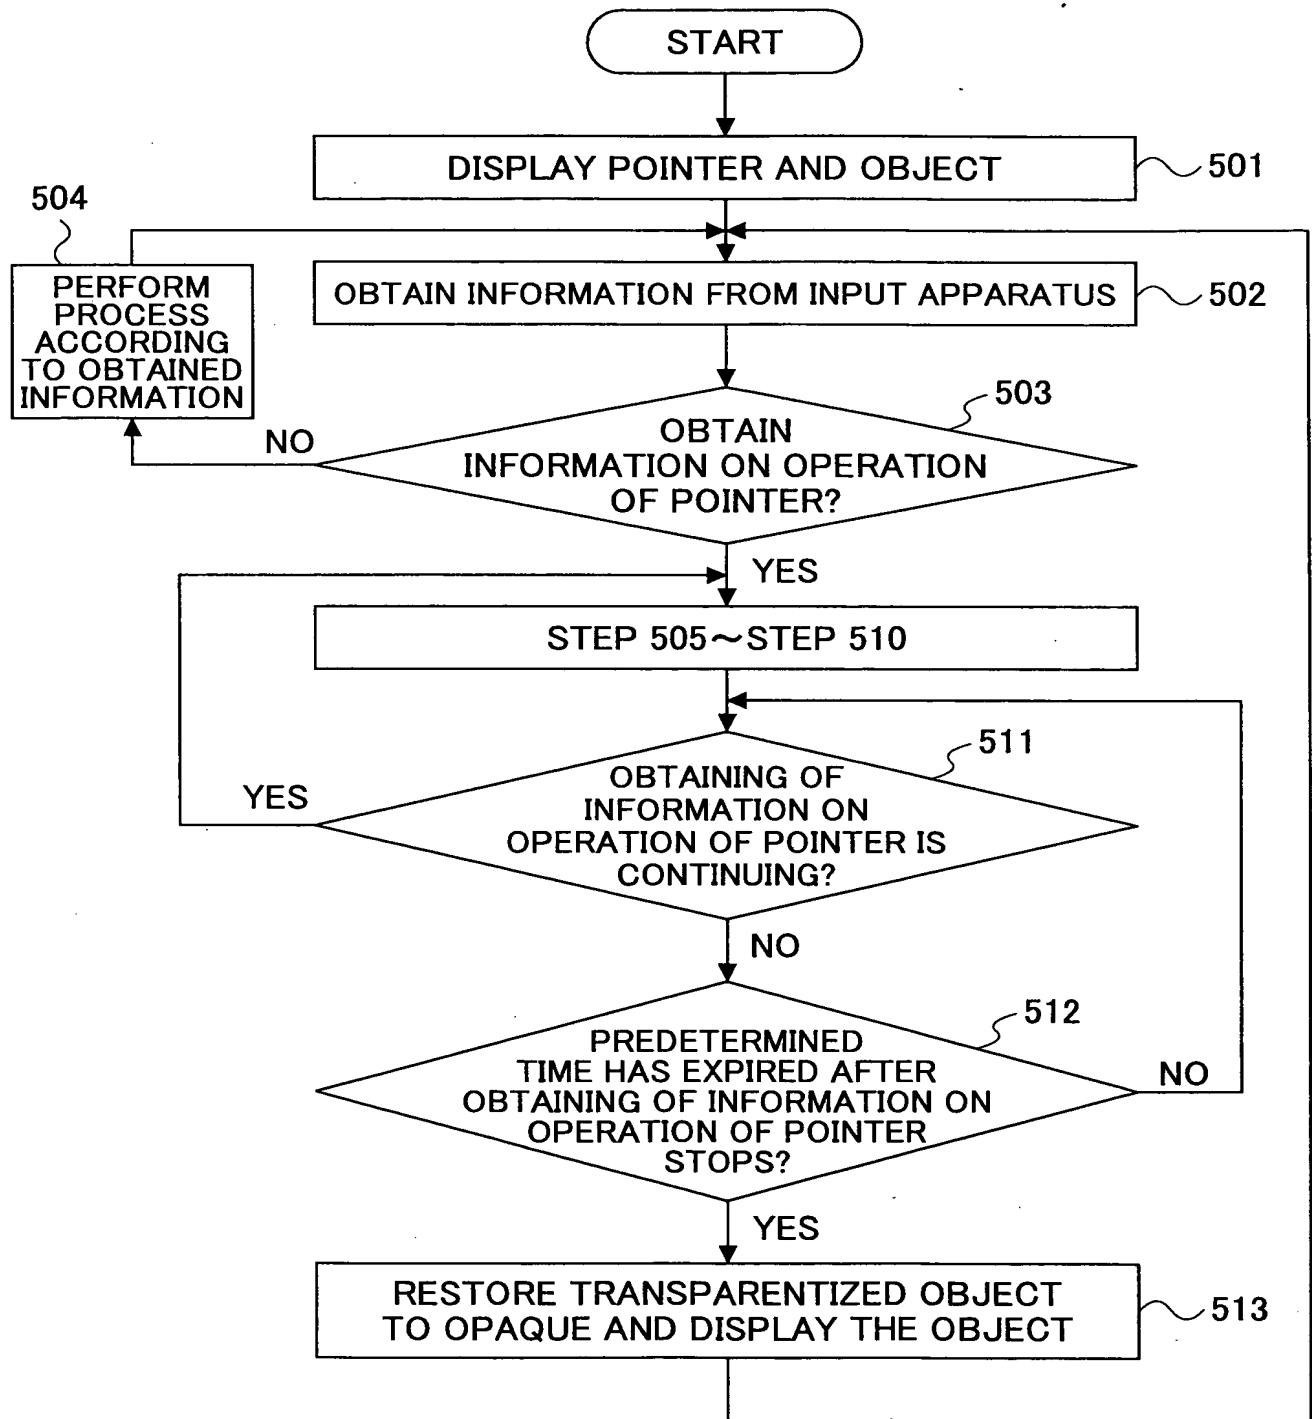 START
DISPLAY POINTER AND OBJECT
501
504
PERFORM
PROCESS
ACCORDING
TO OBTAINED
INFORMATION
OBTAIN INFORMATION FROM INPUT APPARATUS
502
503
OBTAIN
INFORMATION ON OPERATION
OF POINTER?
NO
YES
STEP 505~STEP 510
511
OBTAINING OF
INFORMATION ON
OPERATION OF POINTER IS
CONTINUING?
YES
NO
512
PREDETERMINED
TIME HAS EXPIRED AFTER
OBTAINING OF INFORMATION ON
OPERATION OF POINTER
STOPS?
NO
YES
RESTORE TRANSPARENTIZED OBJECT
TO OPAQUE AND DISPLAY THE OBJECT
513